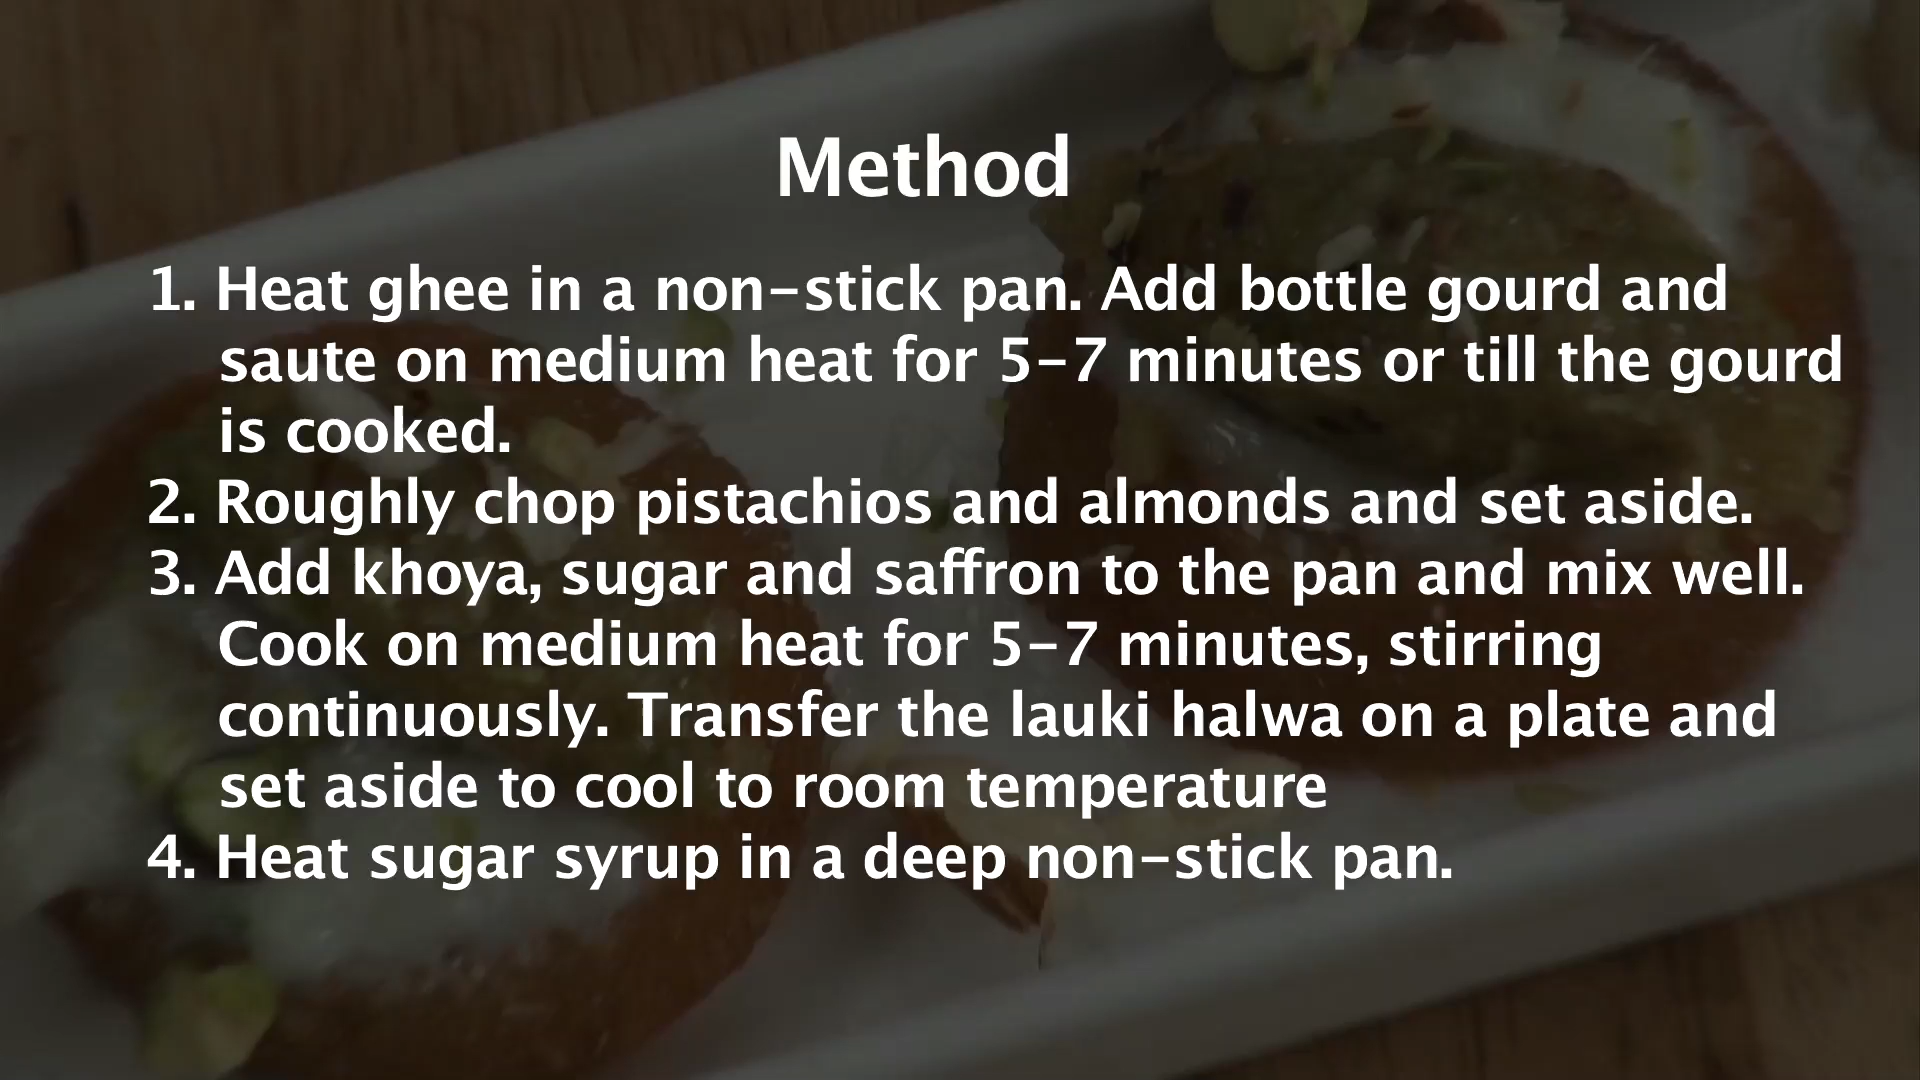 Method
1. Heat ghee in a non-stick pan. Add bottle gourd and
saute on medium heat for 5-7 minutes or till the gourd
is cooked.
2. Roughly chop pistachios and almonds and set aside.
3. Add khoya, sugar and saffron to the pan and mix well.
Cook on medium heat for 5-7 minutes, stirring
continuously. Transfer the lauki halwa on a plate and
set aside to cool to room temperature
4. Heat sugar syrup in a deep non-stick pan.